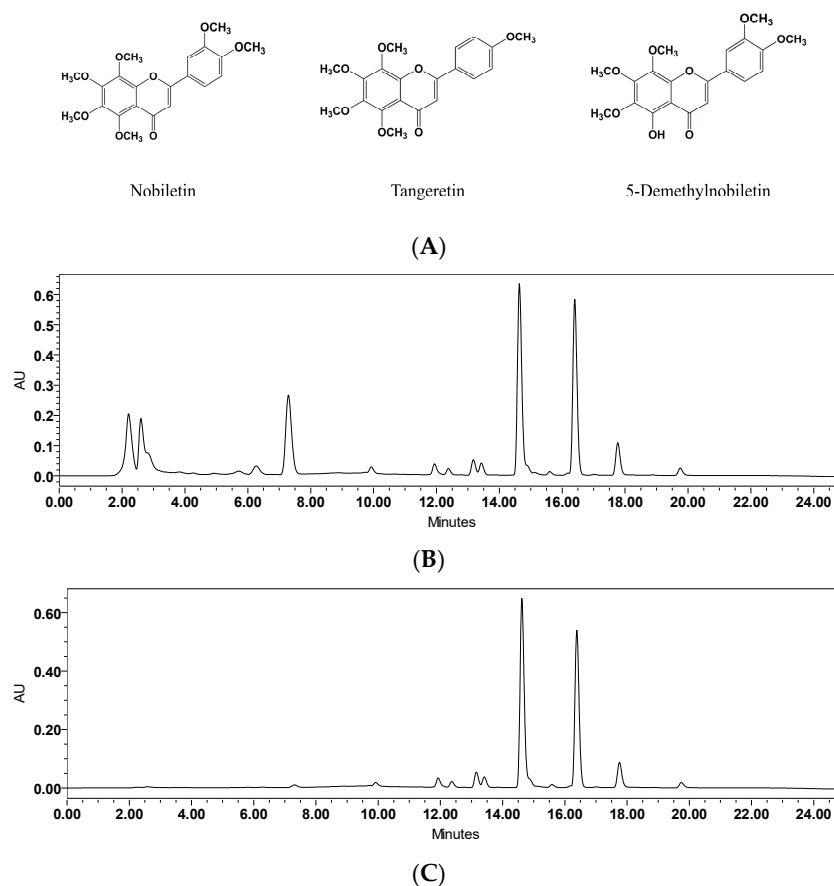 OCH₃
OCH₃ OCH₃
H₃CO O
H₃CO
OCH₃ O
OCH₃
OCH₃
H₃CO O
H₃CO
OCH₃ O
OCH₃
OCH₃ OCH₃
H₃CO O
H₃CO
OH O
Nobiletin Tangeretin 5-Demethylnobiletin
(A)
0.6
0.5
0.4
0.3
0.2
0.1
0.0
AU
0.00 2.00 4.00 6.00 8.00 10.00 12.00 14.00 16.00 18.00 20.00 22.00 24.00
Minutes
(B)
0.60
0.40
0.20
0.00
AU
0.00 2.00 4.00 6.00 8.00 10.00 12.00 14.00 16.00 18.00 20.00 22.00 24.00
Minutes
(C)